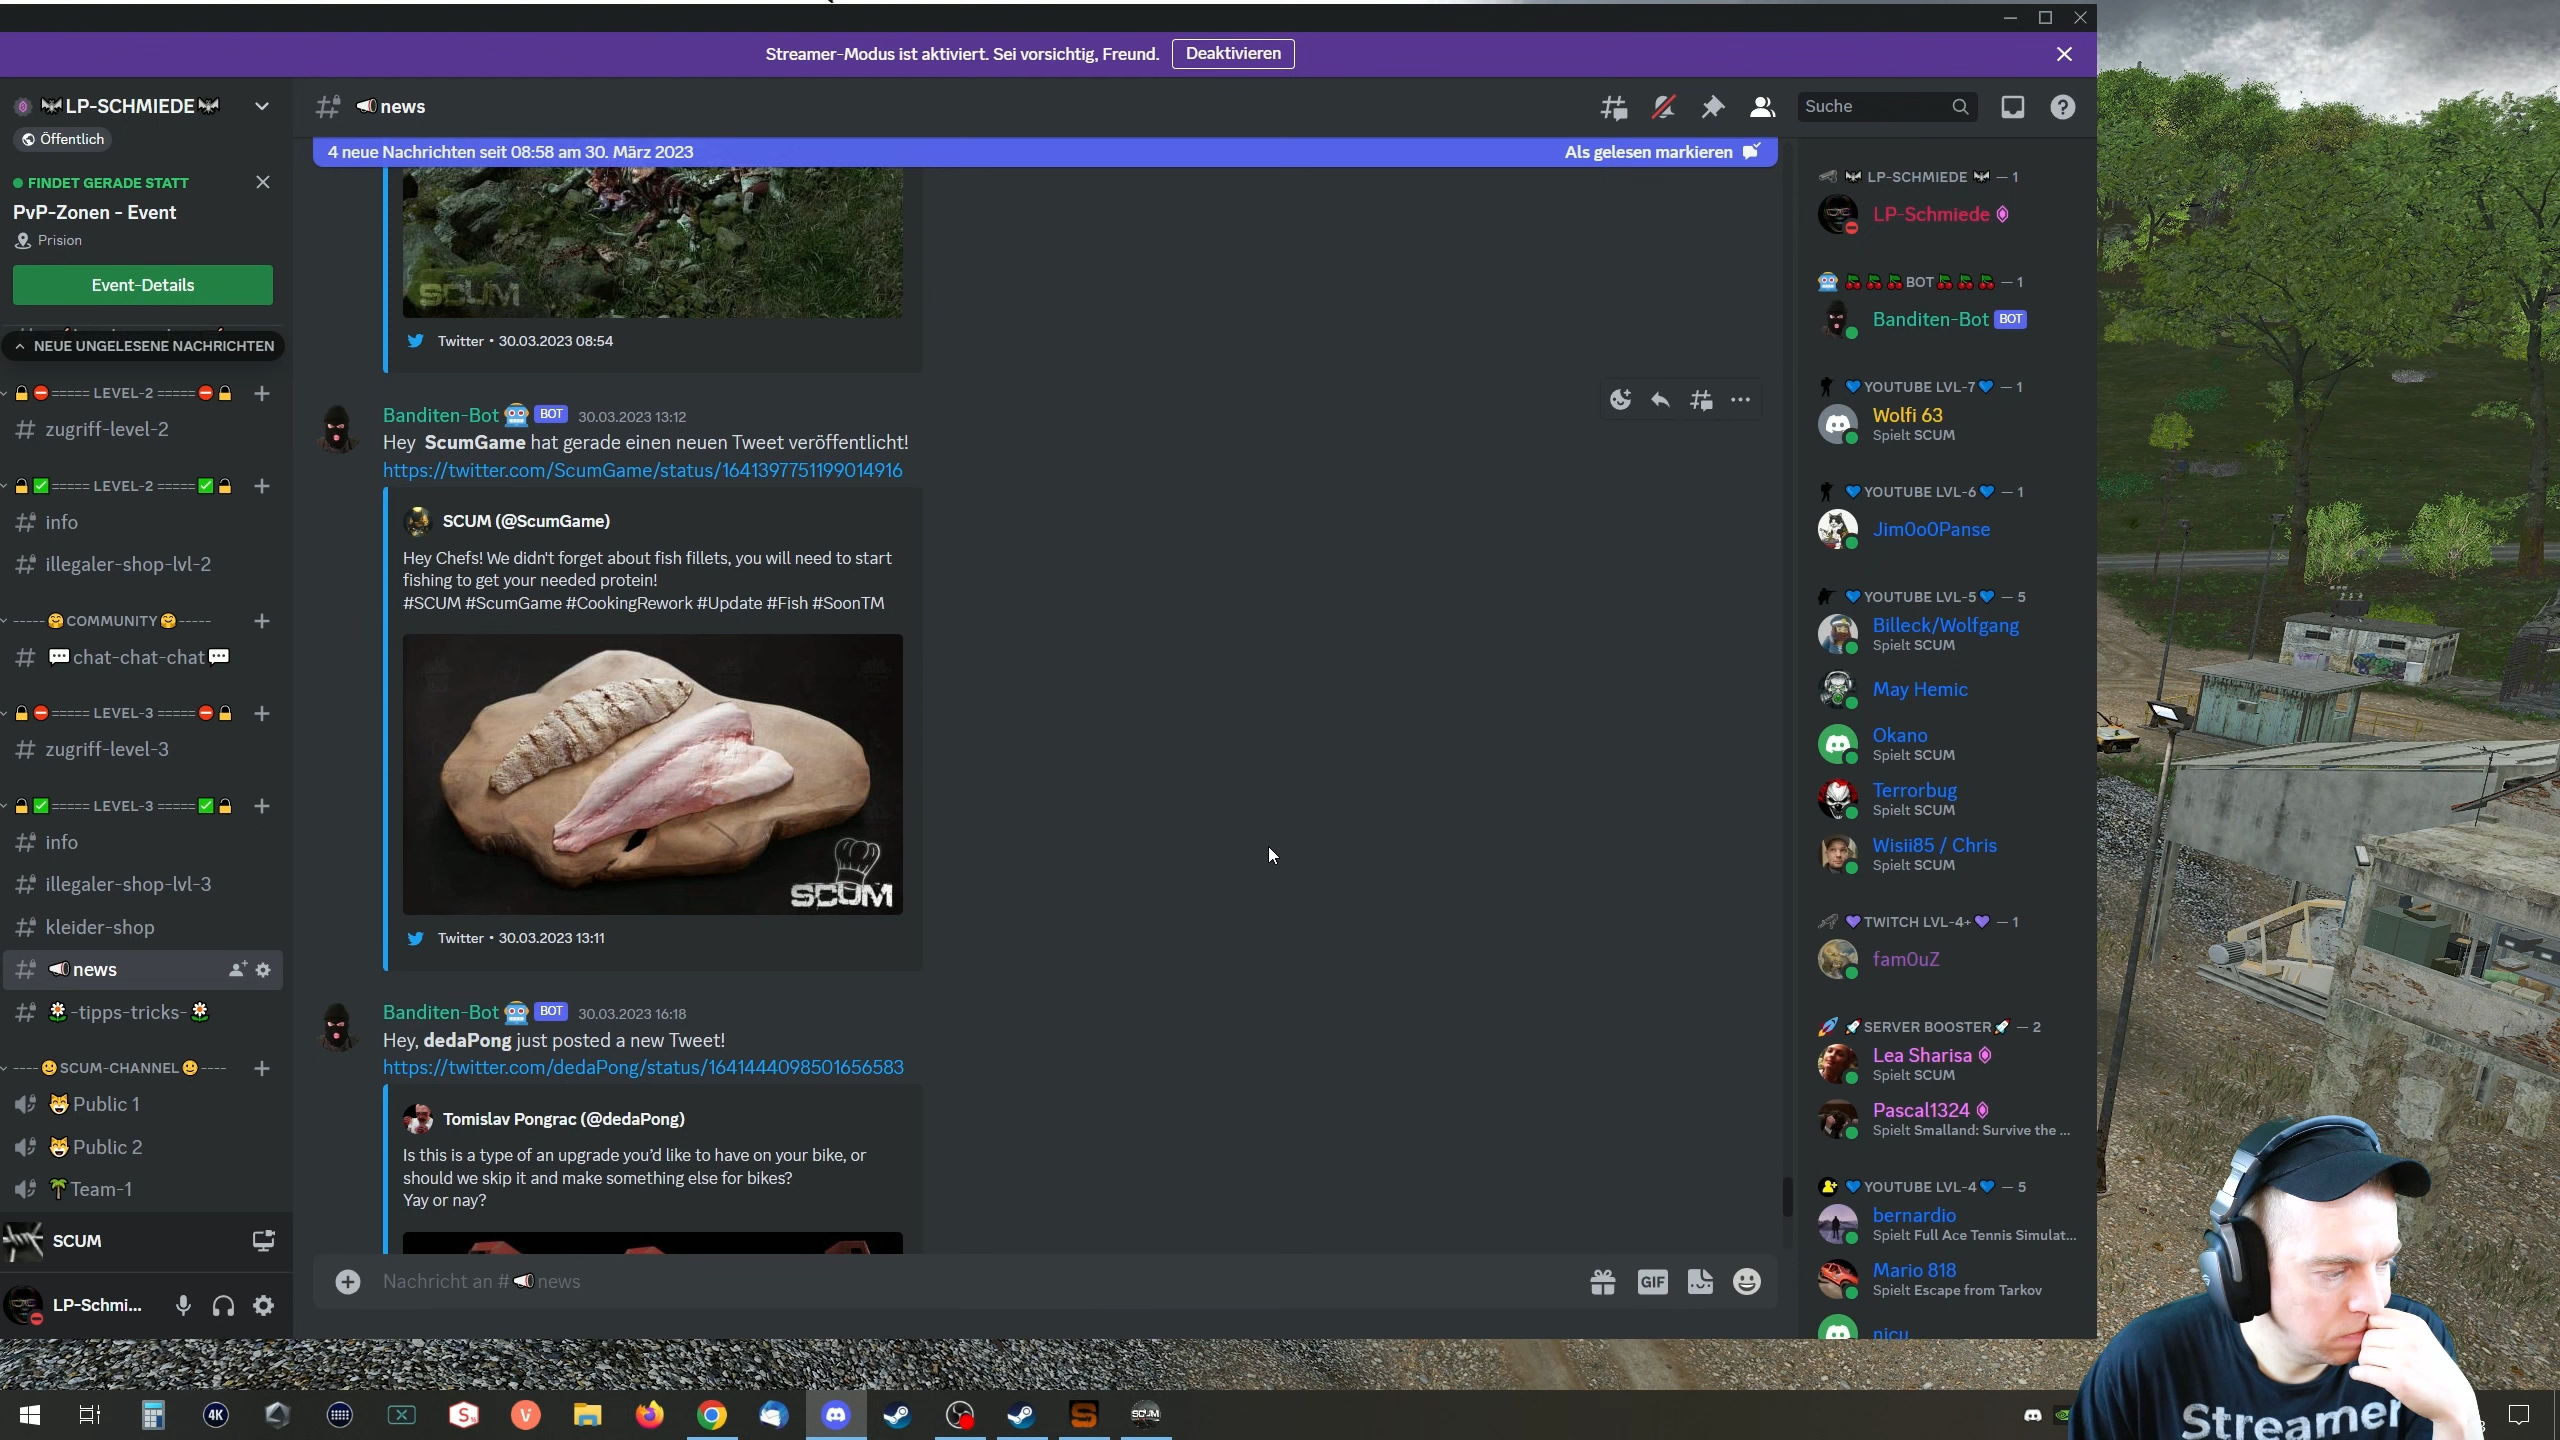 Streamer-Modus ist aktiviert. Sei vorsichtig, Freund. Deaktivieren
LP-SCHMIEDE
Öffentlich
FINDET GERADE STATT
PvP-Zonen - Event
Prision
Event-Details
NEUE UNGELESENE NACHRICHTEN
===== LEVEL-2 =====
zugriff-level-2
===== LEVEL-2 =====
info
illegaler-shop-lvl-2
-----COMMUNITY-----
chat-chat-chat
===== LEVEL-3 =====
zugriff-level-3
===== LEVEL-3 =====
info
illegaler-shop-lvl-3
kleider-shop
news
-tipps-tricks-
----SCUM-CHANNEL----
Public 1
Public 2
Team-1
SCUM
LP-Schmi...
news
Suche
4 neue Nachrichten seit 08:58 am 30. März 2023 Als gelesen markieren
SCUM
Twitter • 30.03.2023 08:54
Banditen-Bot BOT 30.03.2023 13:12
Hey ScumGame hat gerade einen neuen Tweet veröffentlicht!
https://twitter.com/ScumGame/status/1641397751199014916
SCUM (@ScumGame)
Hey Chefs! We didn't forget about fish fillets, you will need to start
fishing to get your needed protein!
#SCUM #ScumGame #CookingRework #Update #Fish #SoonTM
SCUM
Twitter • 30.03.2023 13:11
Banditen-Bot BOT 30.03.2023 16:18
Hey, dedaPong just posted a new Tweet!
https://twitter.com/dedaPong/status/1641444098501656583
Tomislav Pongrac (@dedaPong)
Is this is a type of an upgrade you'd like to have on your bike, or
should we skip it and make something else for bikes?
Yay or nay?
Nachricht an #news
GIF
LP-SCHMIEDE — 1
LP-Schmiede
BOT — 1
Banditen-Bot BOT
YOUTUBE LVL-7 — 1
Wolfi 63
Spielt SCUM
YOUTUBE LVL-6 — 1
Jim0o0Panse
YOUTUBE LVL-5 — 5
Billeck/Wolfgang
Spielt SCUM
May Hemic
Okano
Spielt SCUM
Terrorbug
Spielt SCUM
Wisii85 / Chris
Spielt SCUM
TWITCH LVL-4+ — 1
fam0uZ
SERVER BOOSTER — 2
Lea Sharisa
Spielt SCUM
Pascal1324
Spielt Smalland: Survive the ...
YOUTUBE LVL-4 — 5
bernardio
Spielt Full Ace Tennis Simulat...
Mario 818
Spielt Escape from Tarkov
nicu
4K
SCUM
Streamer